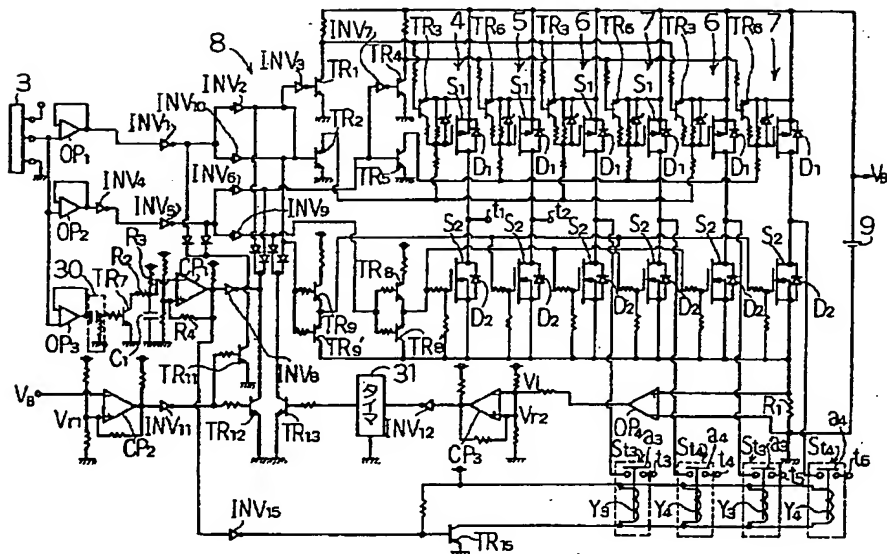 INV7 TR3 4 TR6 5 TR3 6 TR6 7 TR3 6 TR6 7
8 INV3 TR4
3 INV2 TR1 S1 S1 S1 S1 S1 S1
INV10 TR2
OP1 INV1 D1 D1 D1 D1 D1 D1
INV4 INV6 TR5 VB
OP2 INV5 INV9 t1 t2 9
R3 S2 S2 S2 S2 S2 S2
30 R2 CP1 TR8
TR7 TR9 D2 D2 D2 D2 D2 D2
R4
OP3 C1 TR9' TR8'
TR11 INV8
VB 31 V1 R1
Vr1 タイマ Vr2 OP4 a4
CP2 INV11 TR12 TR13 INV12 CP3
St3 a3 t3 St4 a4 t4 St3 a3 t5 St4 t6
INV15 Y3 Y4 Y3 Y4
TR15